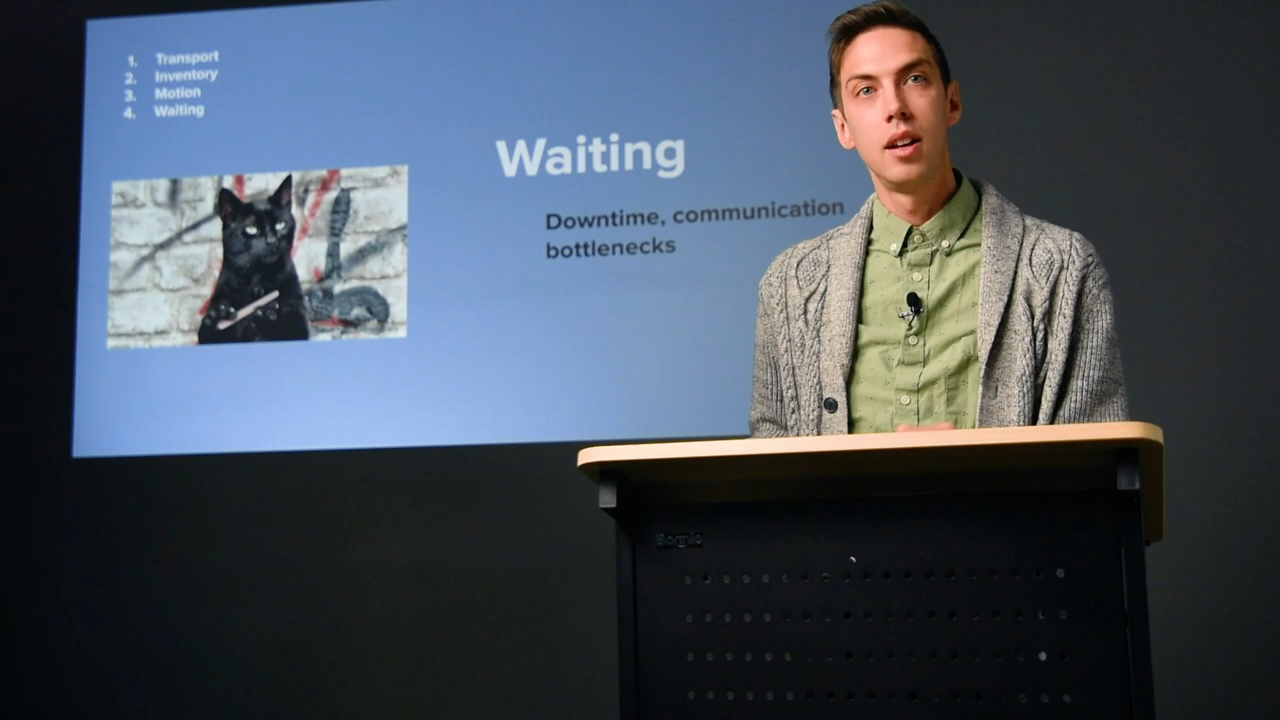 1. Transport
2. Inventory
3. Motion
4. Waiting
Waiting
Downtime, communication
bottlenecks